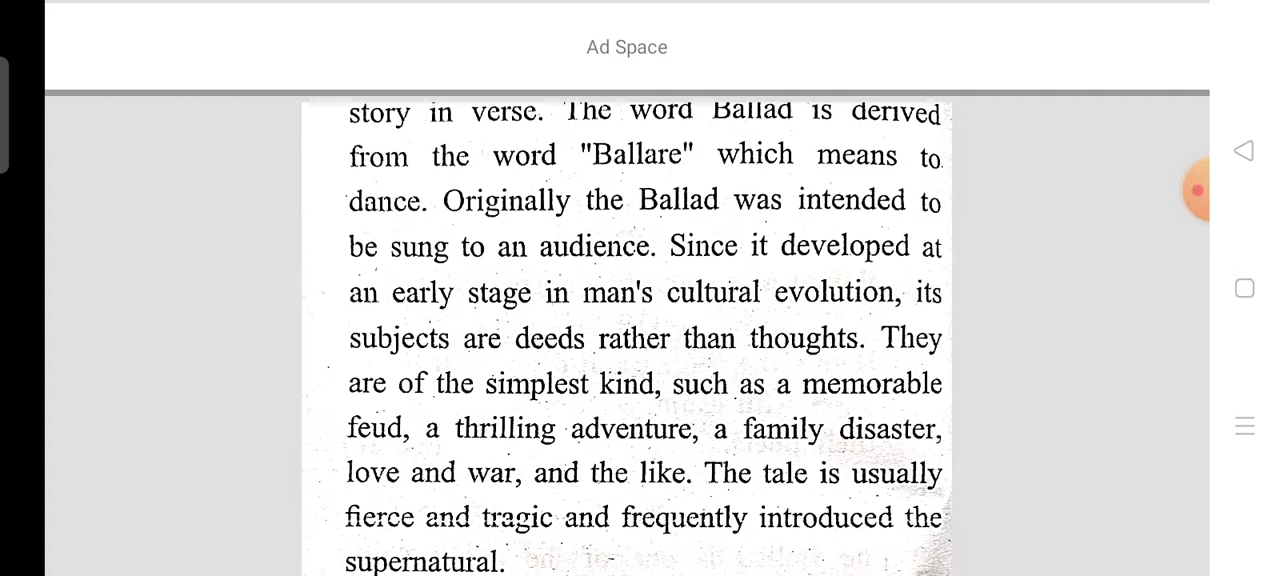 Ad Space
story in verse. The word Ballad is derived
from the word "Ballare" which means to
dance. Originally the Ballad was intended to
be sung to an audience. Since it developed at
an early stage in man's cultural evolution, its
subjects are deeds rather than thoughts. They
are of the simplest kind, such as a memorable
feud, a thrilling adventure, a family disaster,
love and war, and the like. The tale is usually
fierce and tragic and frequently introduced the
supernatural.